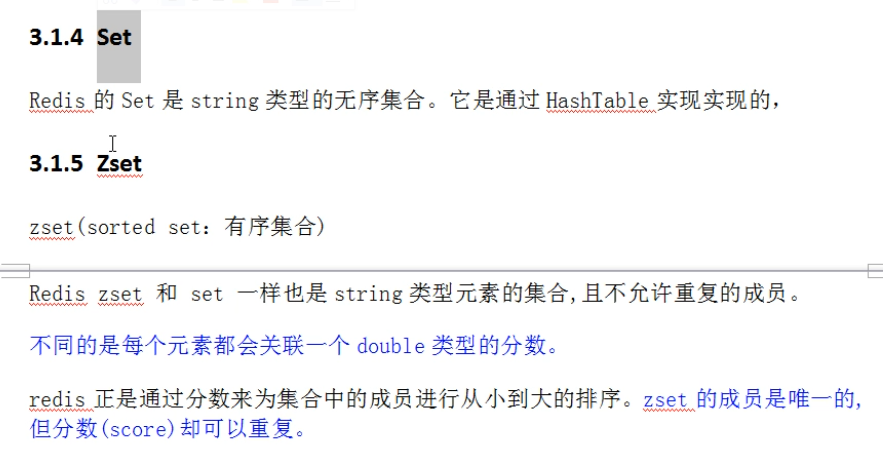 3.1.4 Set
Redis 的 Set 是 string 类型的无序集合。它是通过 HashTable 实现实现的,
3.1.5 Zset
zset(sorted set: 有序集合)
Redis zset 和 set 一样也是 string 类型元素的集合,且不允许重复的成员。
不同的是每个元素都会关联一个 double 类型的分数。
redis 正是通过分数来为集合中的成员进行从小到大的排序。zset 的成员是唯一的,
但分数(score)却可以重复。